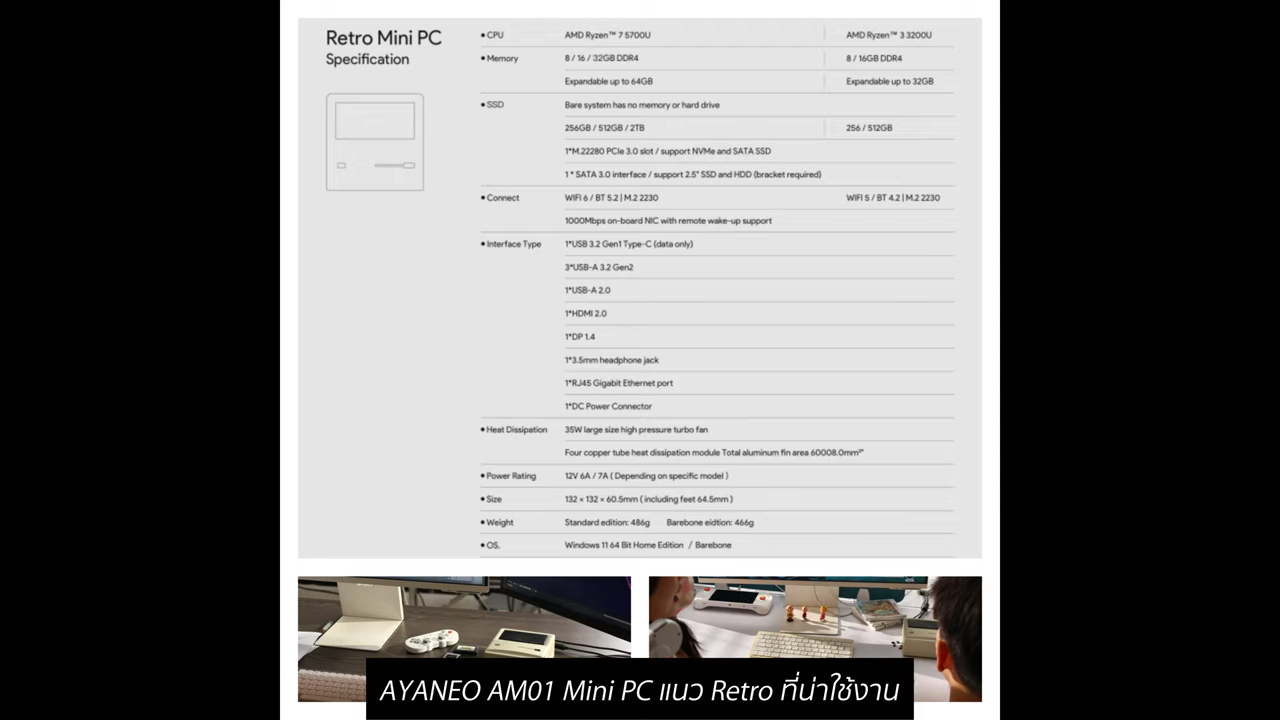 Retro Mini PC
Specification
• CPU AMD Ryzen™ 7 5700U AMD Ryzen™ 3 3200U
• Memory 8 / 16 / 32GB DDR4 8 / 16GB DDR4
Expandable up to 64GB Expandable up to 32GB
• SSD Bare system has no memory or hard drive
256GB / 512GB / 2TB 256 / 512GB
1*M.22280 PCIe 3.0 slot / support NVMe and SATA SSD
1 * SATA 3.0 interface / support 2.5" SSD and HDD (bracket required)
• Connect WIFI 6 / BT 5.2 | M.2 2230 WIFI 5 / BT 4.2 | M.2 2230
1000Mbps on-board NIC with remote wake-up support
• Interface Type 1*USB 3.2 Gen1 Type-C (data only)
3*USB-A 3.2 Gen2
1*USB-A 2.0
1*HDMI 2.0
1*DP 1.4
1*3.5mm headphone jack
1*RJ45 Gigabit Ethernet port
1*DC Power Connector
• Heat Dissipation 35W large size high pressure turbo fan
Four copper tube heat dissipation module Total aluminum fin area 60008.0mm²"
• Power Rating 12V 6A / 7A ( Depending on specific model )
• Size 132 × 132 × 60.5mm ( including feet 64.5mm )
• Weight Standard edition: 486g Barebone eidtion: 466g
• OS. Windows 11 64 Bit Home Edition / Barebone
AYANEO AM01 Mini PC แนว Retro ที่น่าใช้งาน